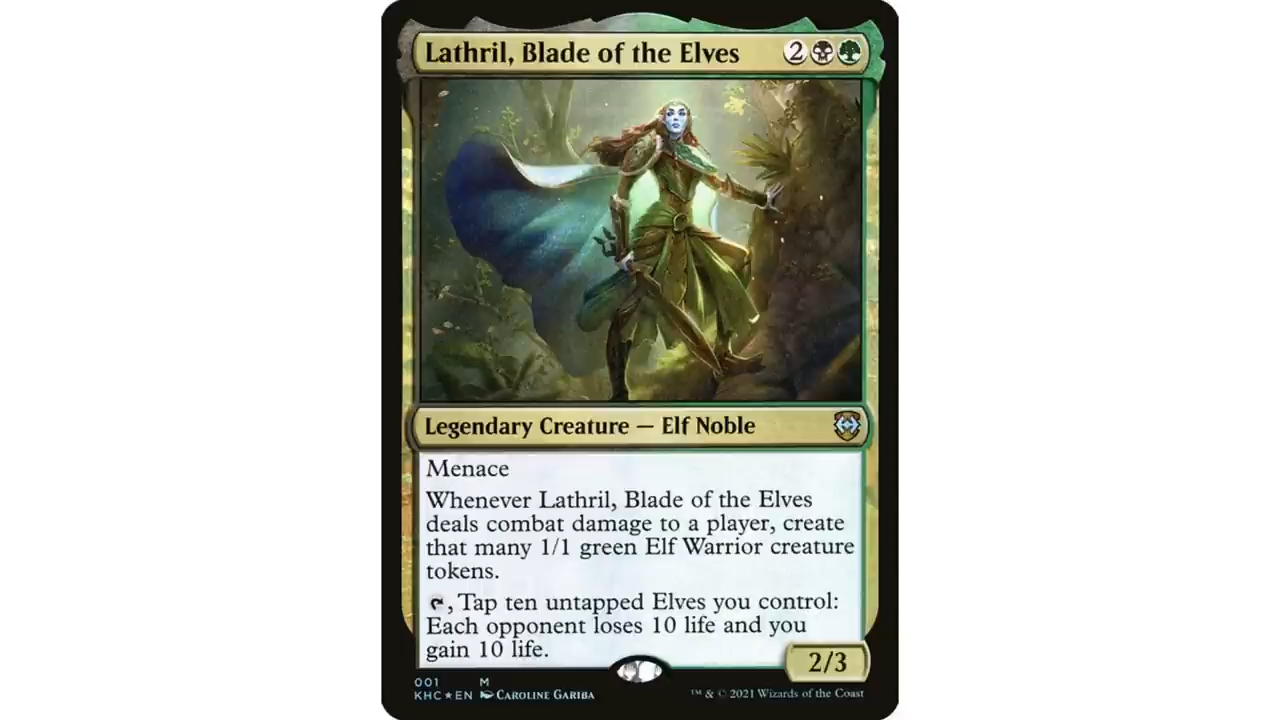 Lathril, Blade of the Elves 2
Legendary Creature — Elf Noble
Menace
Whenever Lathril, Blade of the Elves
deals combat damage to a player, create
that many 1/1 green Elf Warrior creature
tokens.
, Tap ten untapped Elves you control:
Each opponent loses 10 life and you
gain 10 life.
2/3
001 M
KHC★EN CAROLINE GARIBA
™ & © 2021 Wizards of the Coast